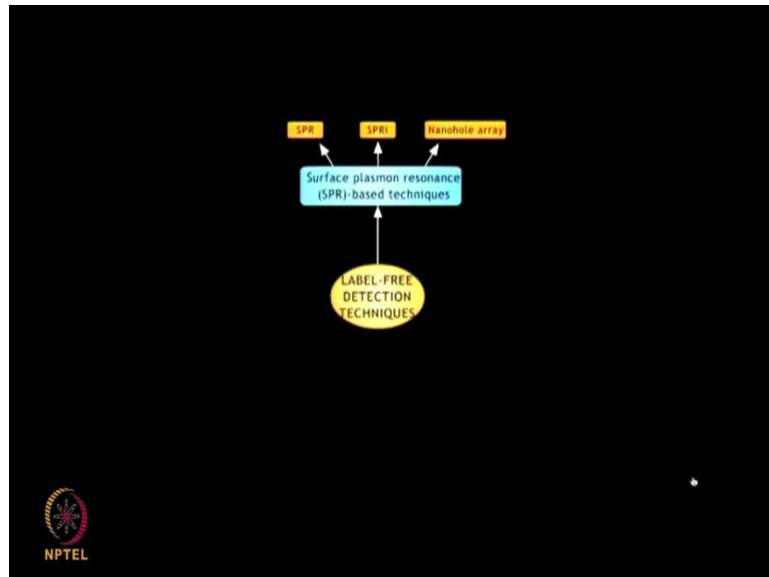 SPR
SPRi
Nanohole array
Surface plasmon resonance
(SPR)-based techniques
LABEL-FREE
DETECTION
TECHNIQUES
NPTEL